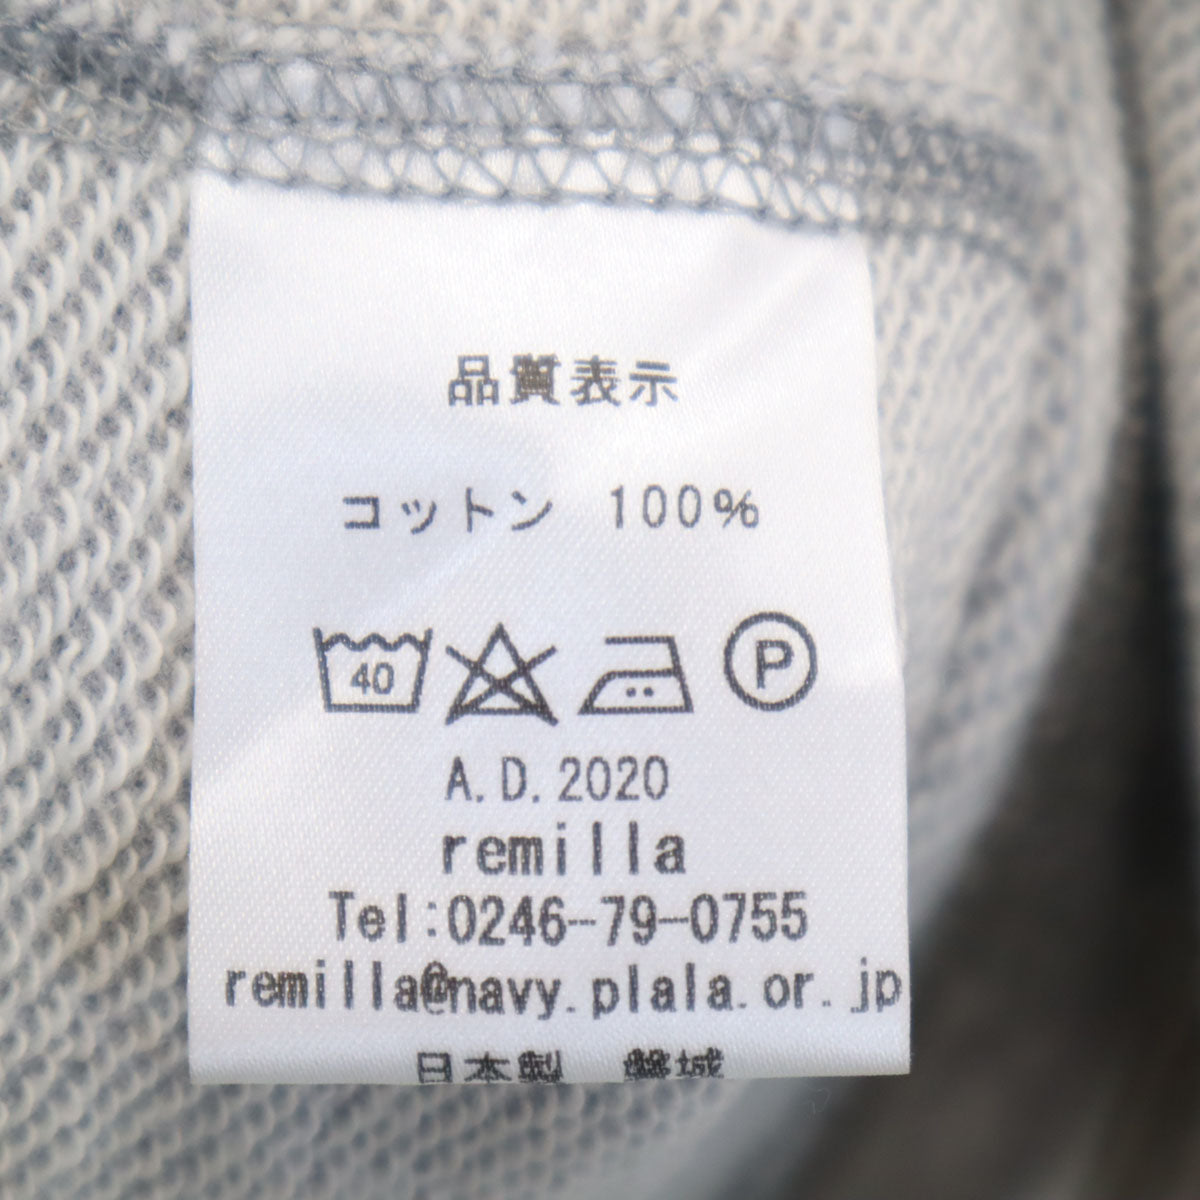 品質表示
コットン 100%
40
P
A.D.2020
remilla
Tel:0246-79-0755
remilla@navy.plala.or.jp
日本製 磐城